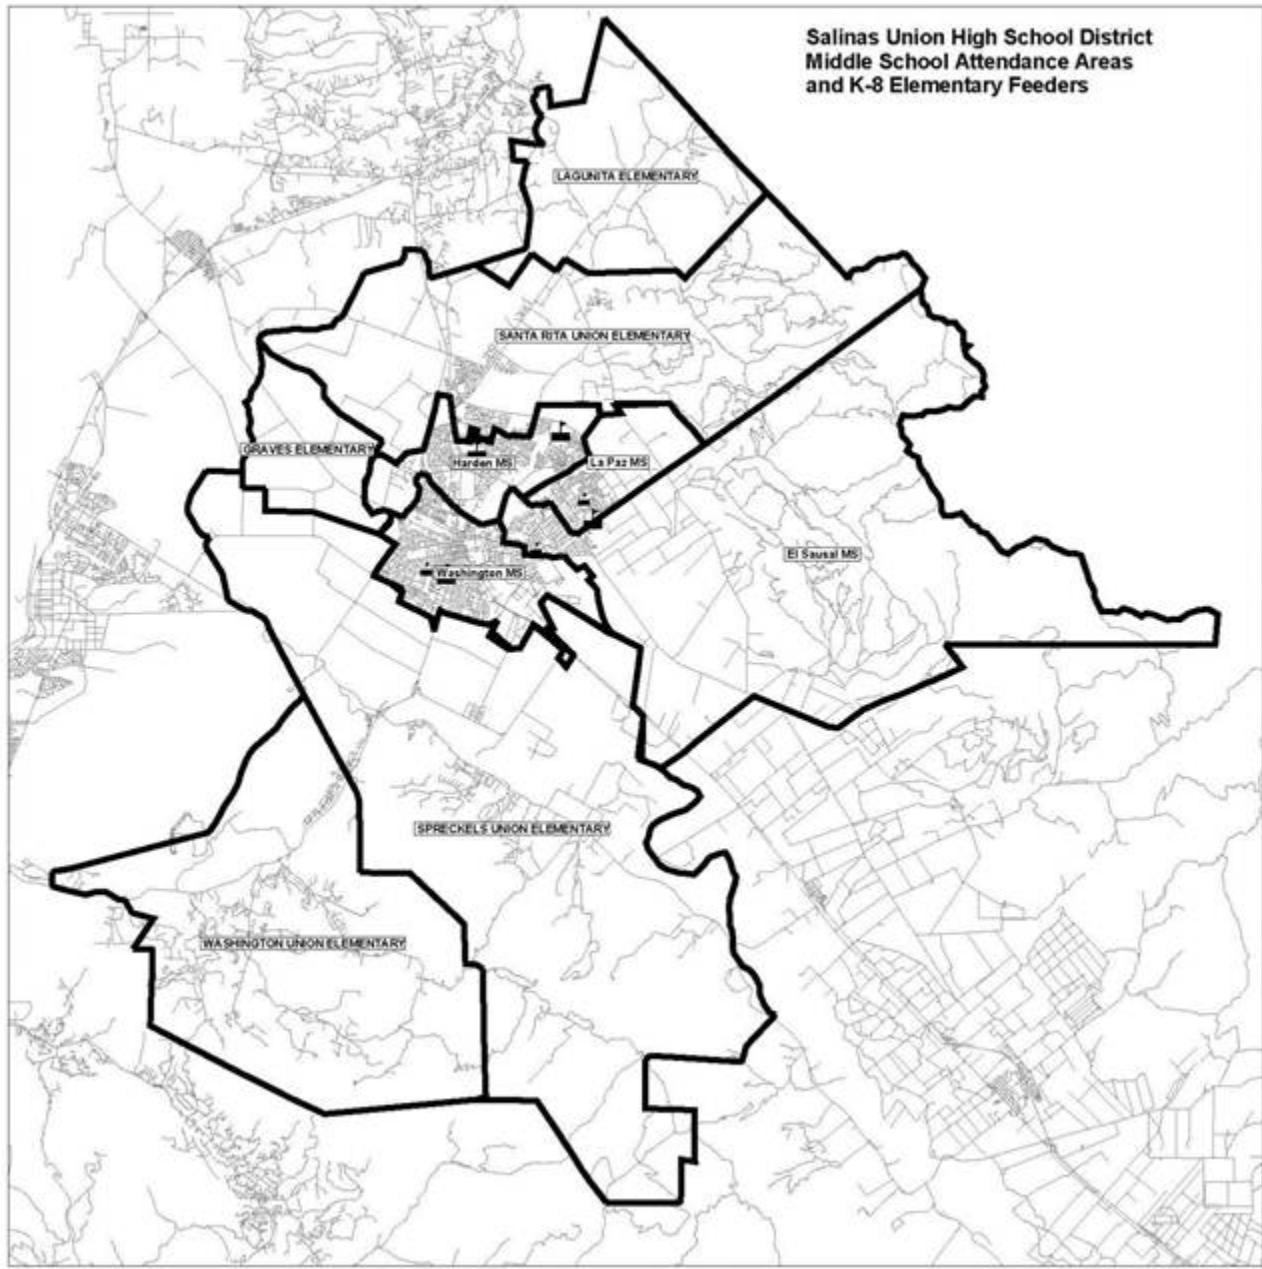 Salinas Union High School District
Middle School Attendance Areas
and K-8 Elementary Feeders
LAGUNITA ELEMENTARY
SANTA RITA UNION ELEMENTARY
GRAVES ELEMENTARY
Harden MS
La Paz MS
El Sausal MS
Washington MS
SPRECKELS UNION ELEMENTARY
WASHINGTON UNION ELEMENTARY